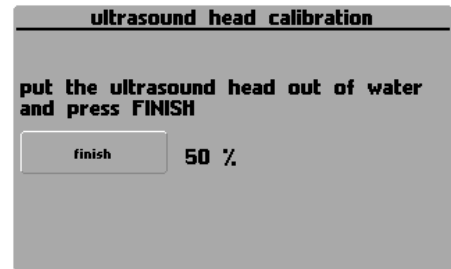 ultrasound head calibration
put the ultrasound head out of water
and press FINISH
finish
50 %